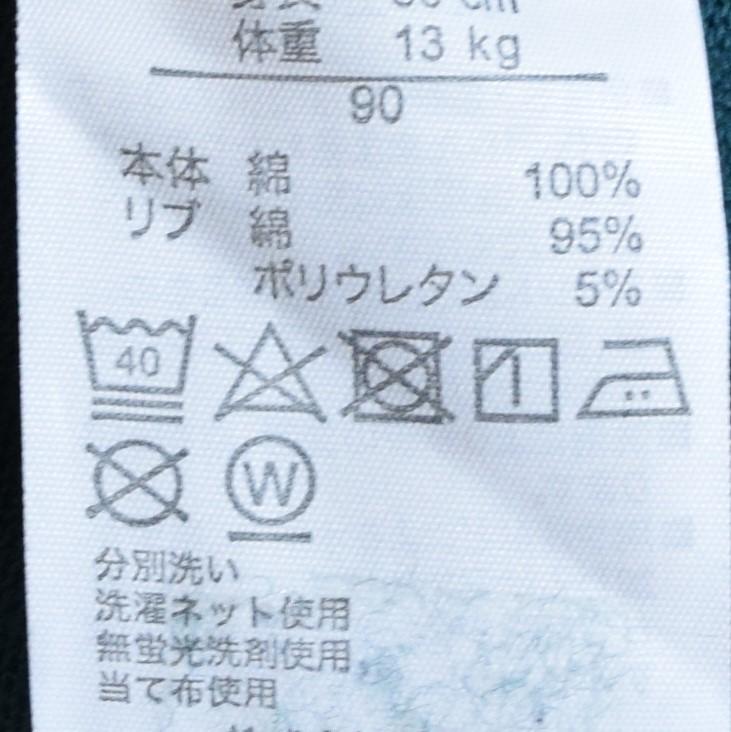 体重 13 kg
90
本体 綿 100%
リブ 綿 95%
ポリウレタン 5%
40
W
分別洗い
洗濯ネット使用
無蛍光洗剤使用
当て布使用